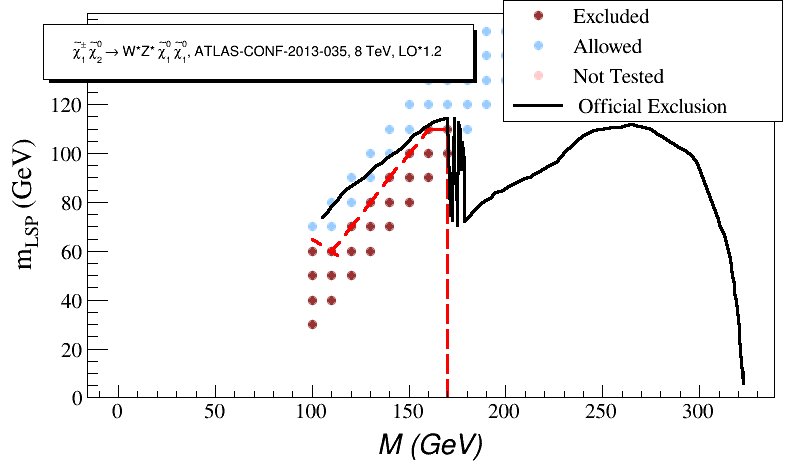 Excluded
Allowed
Not Tested
Official Exclusion
χ̃₁± χ̃₂⁰ → W*Z* χ̃₁⁰ χ̃₁⁰, ATLAS-CONF-2013-035, 8 TeV, LO*1.2
m_LSP (GeV)
120
100
80
60
40
20
0
0 50 100 150 200 250 300
M (GeV)